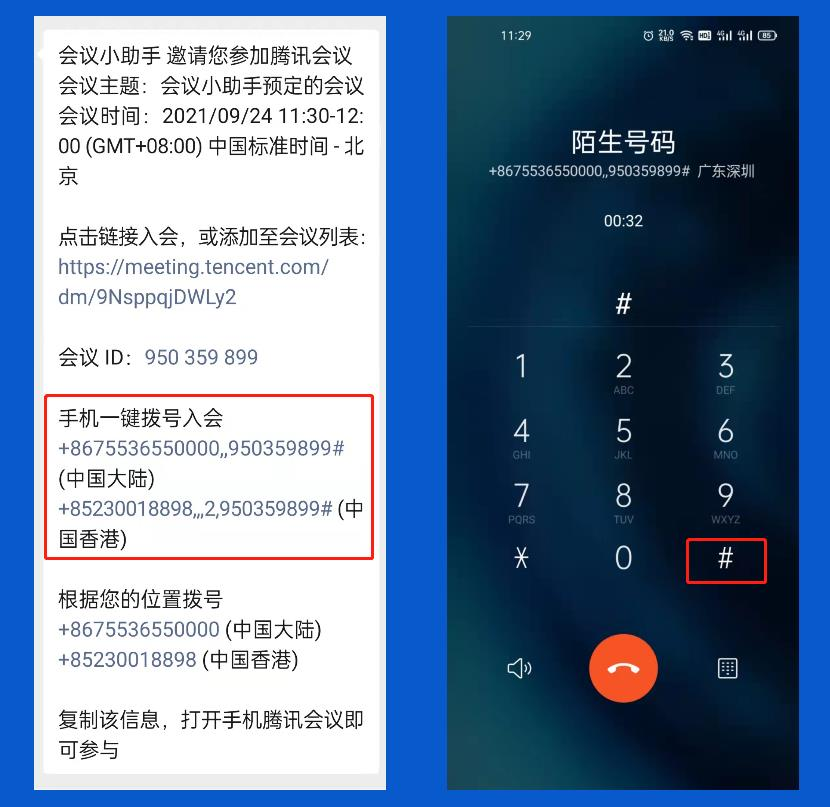 会议小助手 邀请您参加腾讯会议
会议主题：会议小助手预定的会议
会议时间：2021/09/24 11:30-12:
00 (GMT+08:00) 中国标准时间 - 北
京
点击链接入会，或添加至会议列表：
https://meeting.tencent.com/
dm/9NsppqjDWLy2
会议 ID：950 359 899
手机一键拨号入会
+8675536550000,,950359899#
(中国大陆)
+85230018898,,,2,950359899# (中
国香港)
根据您的位置拨号
+8675536550000 (中国大陆)
+85230018898 (中国香港)
复制该信息，打开手机腾讯会议即
可参与
11:29
21.0 KB/S HD 4G 4G 85
陌生号码
+8675536550000,,950359899# 广东深圳
00:32
#
1 2 3
ABC DEF
4 5 6
GHI JKL MNO
7 8 9
PQRS TUV WXYZ
* 0 #